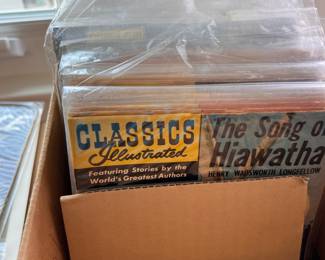 CLASSICS
Illustrated
Featuring Stories by the
World's Greatest Authors
The Song of
Hiawatha
HENRY WADSWORTH LONGFELLOW